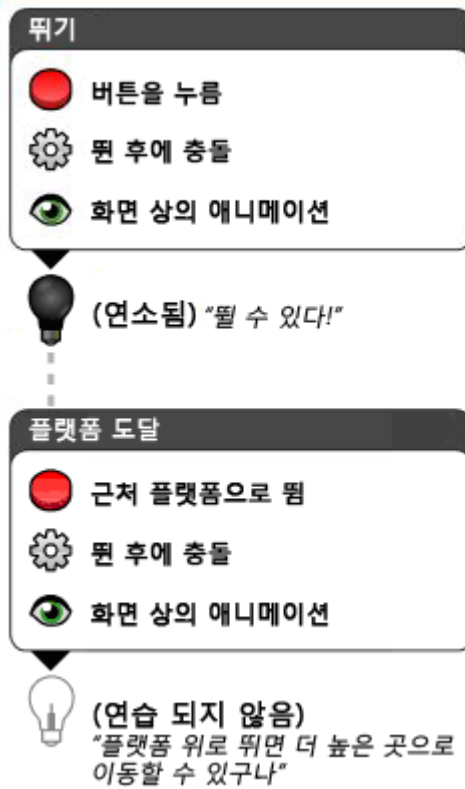 뛰기
버튼을 누름
뛴 후에 충돌
화면 상의 애니메이션
(연소됨) "뛸 수 있다!"
플랫폼 도달
근처 플랫폼으로 뜀
뛴 후에 충돌
화면 상의 애니메이션
(연습 되지 않음)
"플랫폼 위로 뛰면 더 높은 곳으로
이동할 수 있구나"